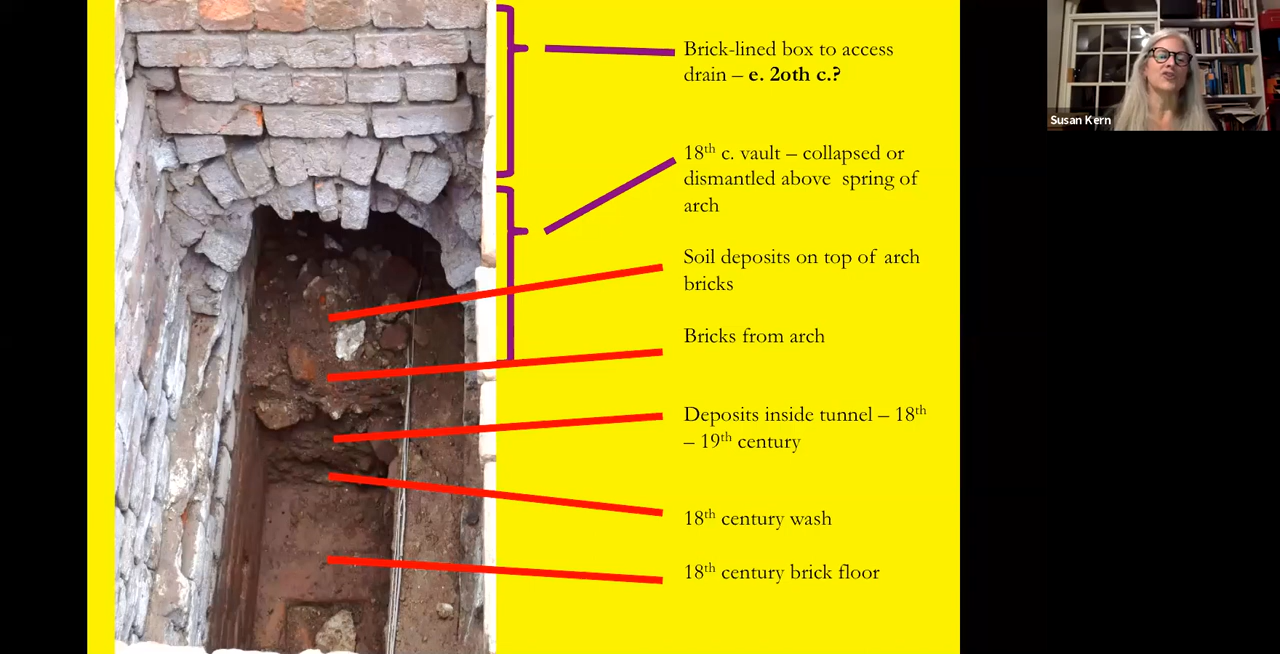 Brick-lined box to access
drain – e. 2oth c.?
18th c. vault – collapsed or
dismantled above spring of
arch
Soil deposits on top of arch
bricks
Bricks from arch
Deposits inside tunnel – 18th
– 19th century
18th century wash
18th century brick floor
Susan Kern